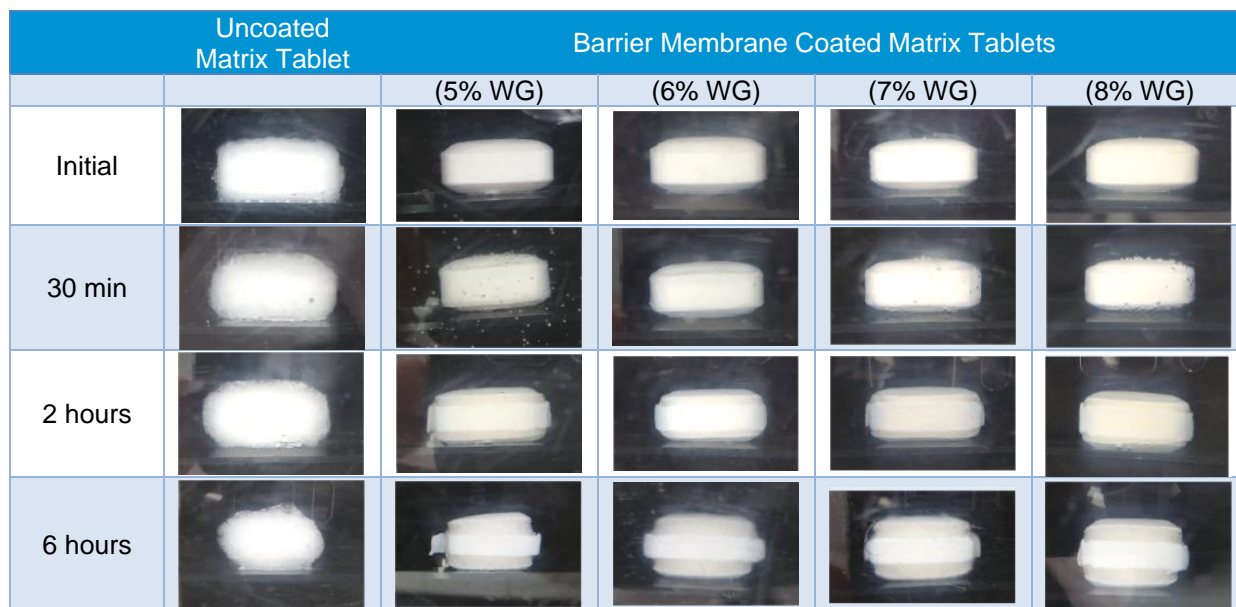 Uncoated
Matrix Tablet
Barrier Membrane Coated Matrix Tablets
(5% WG)
(6% WG)
(7% WG)
(8% WG)
Initial
30 min
2 hours
6 hours